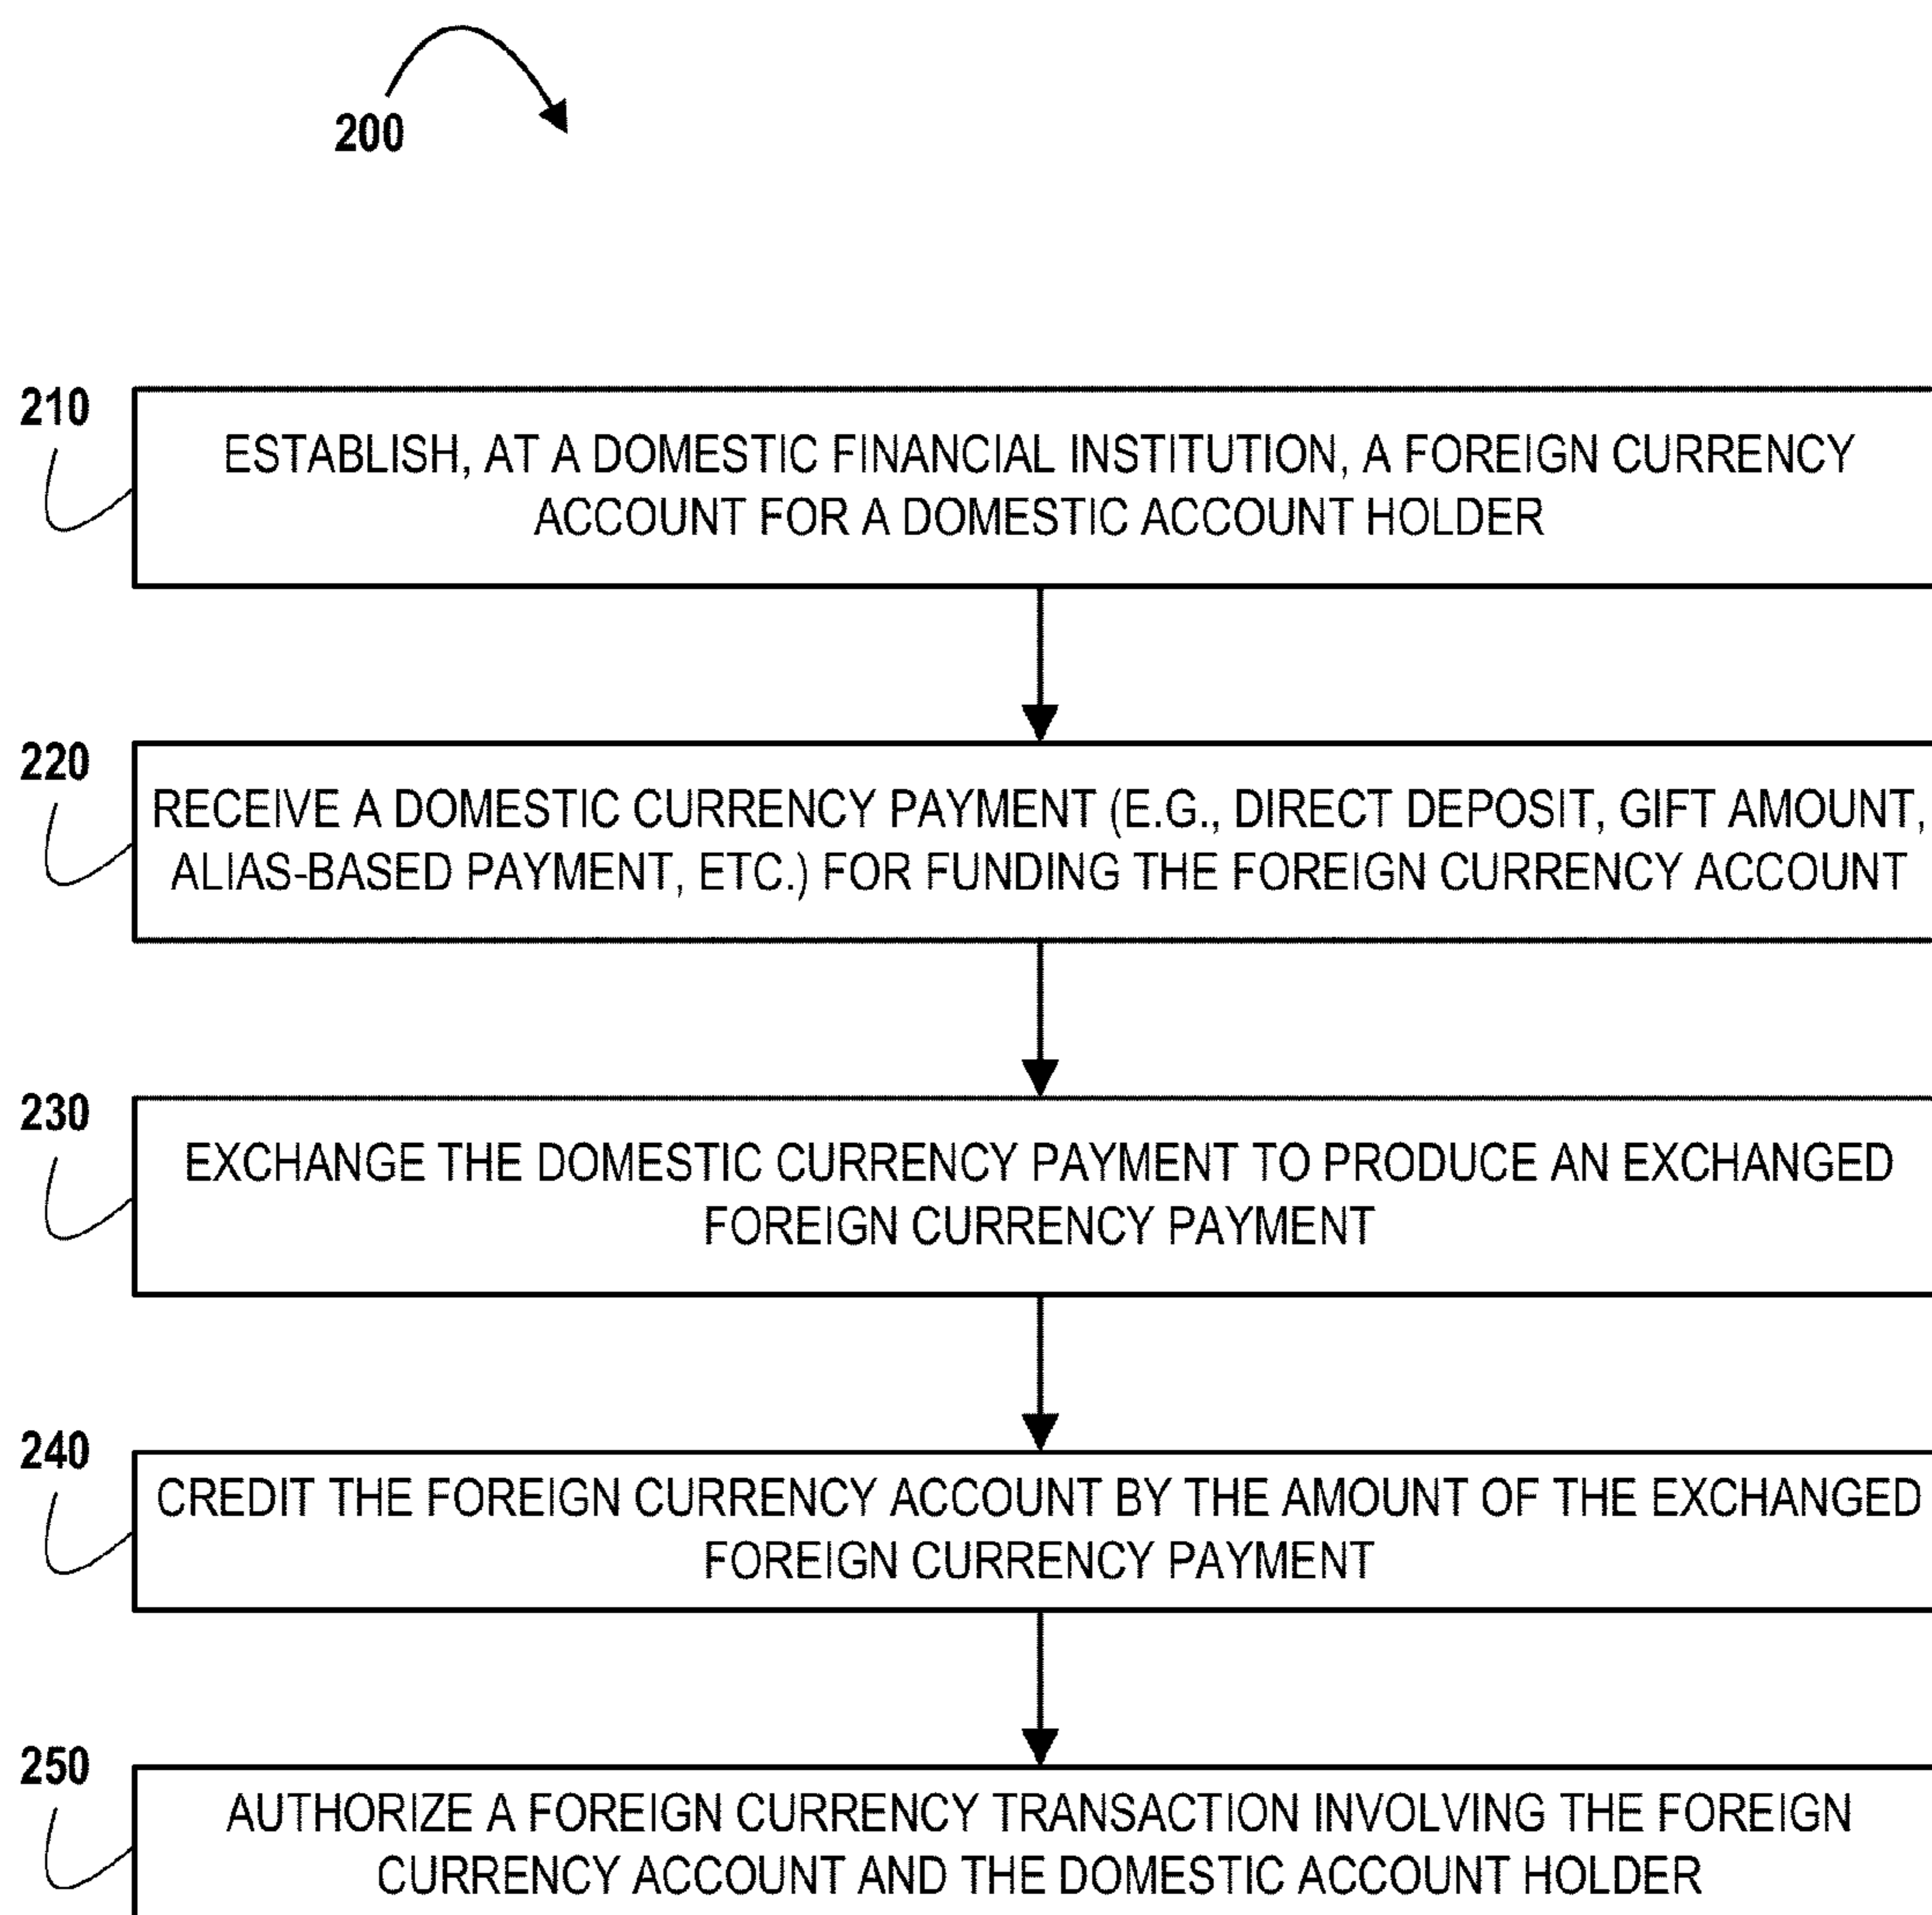 200
210
ESTABLISH, AT A DOMESTIC FINANCIAL INSTITUTION, A FOREIGN CURRENCY
ACCOUNT FOR A DOMESTIC ACCOUNT HOLDER
220
RECEIVE A DOMESTIC CURRENCY PAYMENT (E.G., DIRECT DEPOSIT, GIFT AMOUNT,
ALIAS-BASED PAYMENT, ETC.) FOR FUNDING THE FOREIGN CURRENCY ACCOUNT
230
EXCHANGE THE DOMESTIC CURRENCY PAYMENT TO PRODUCE AN EXCHANGED
FOREIGN CURRENCY PAYMENT
240
CREDIT THE FOREIGN CURRENCY ACCOUNT BY THE AMOUNT OF THE EXCHANGED
FOREIGN CURRENCY PAYMENT
250
AUTHORIZE A FOREIGN CURRENCY TRANSACTION INVOLVING THE FOREIGN
CURRENCY ACCOUNT AND THE DOMESTIC ACCOUNT HOLDER